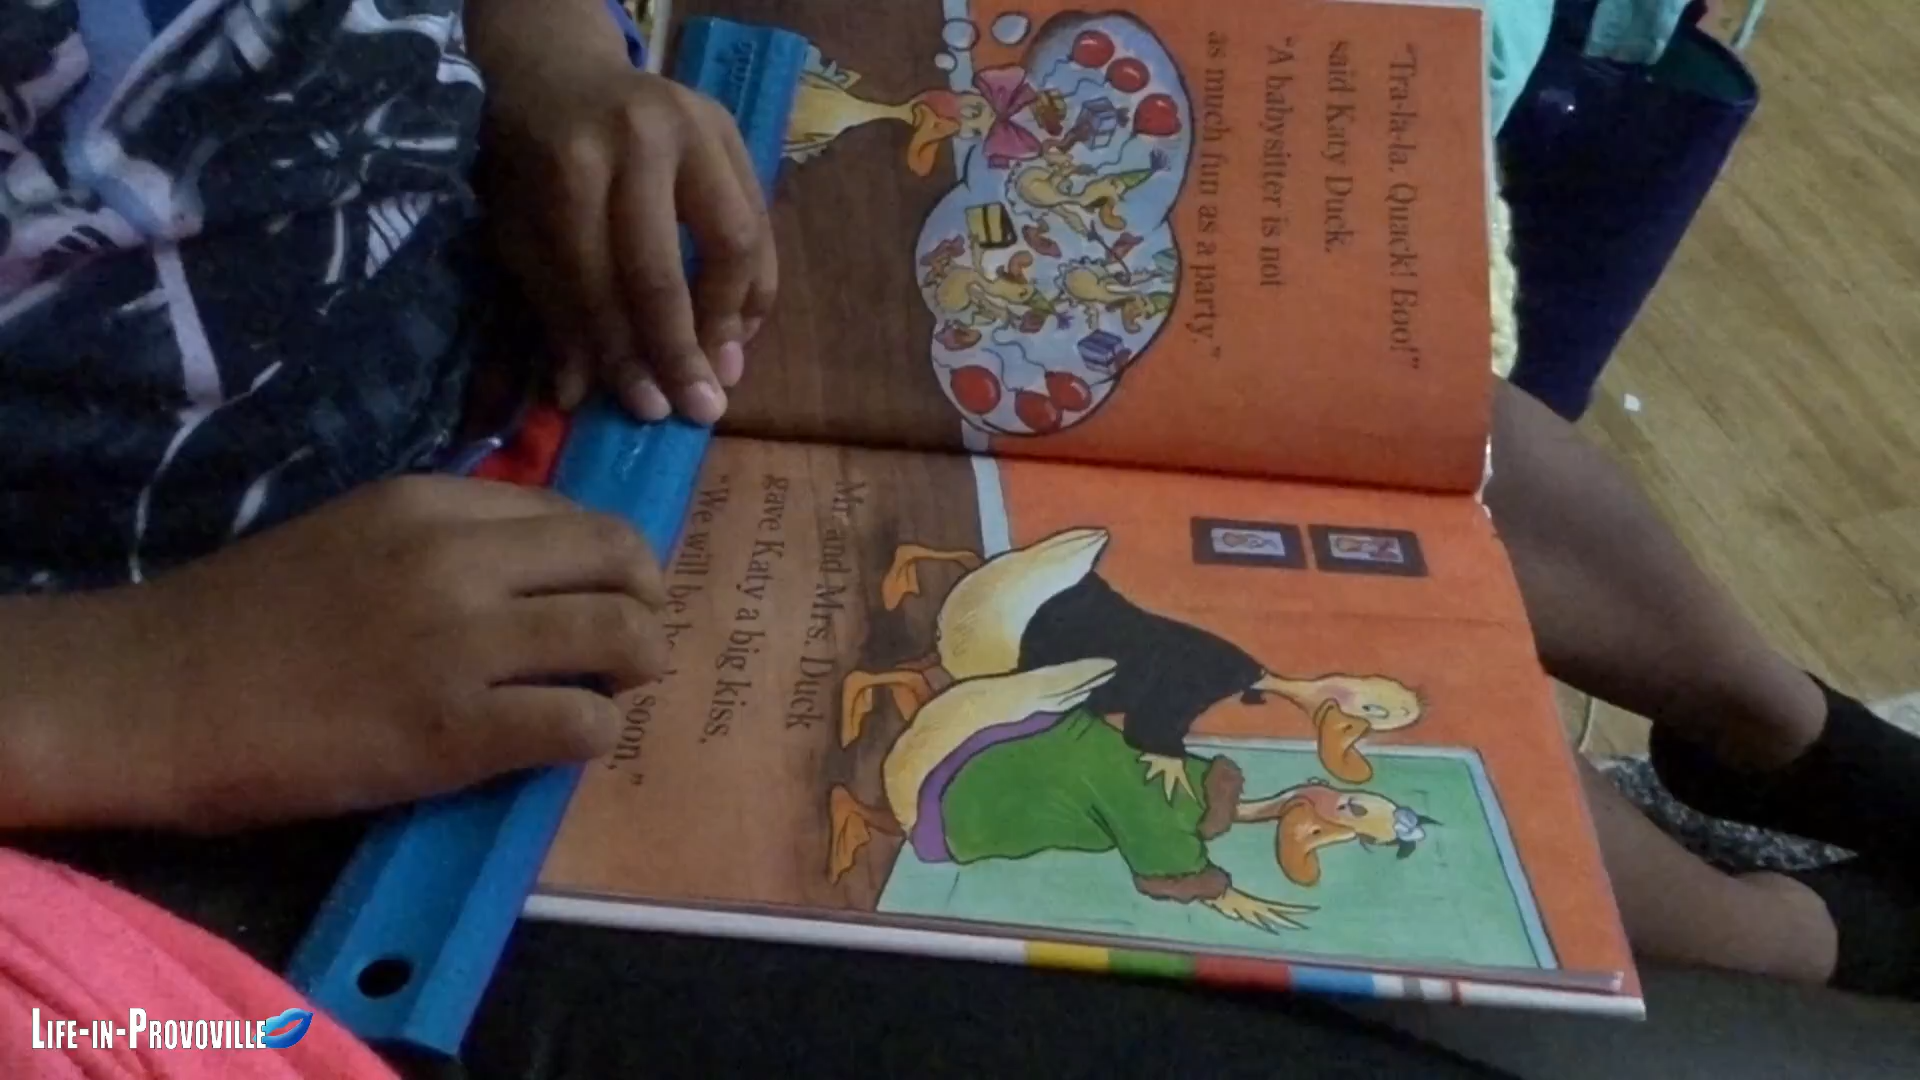 "Tra-la-la. Quack! Boo!"
said Katy Duck.
"A babysitter is not
as much fun as a party."
Mr. and Mrs. Duck
gave Katy a big kiss.
"We will be soon,"
LIFE-IN-PROVOVILLE